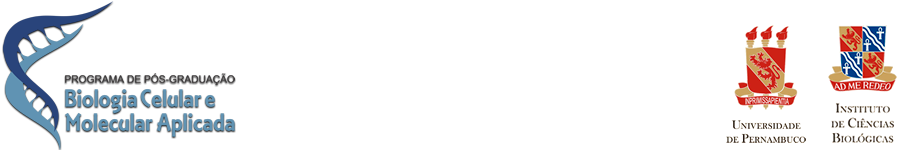 PROGRAMA DE PÓS-GRADUAÇÃO
Biologia Celular e
Molecular Aplicada
INPRIMISSAPIENTIA
UNIVERSIDADE
DE PERNAMBUCO
AD ME REDEO
INSTITUTO
DE CIÊNCIAS
BIOLÓGICAS